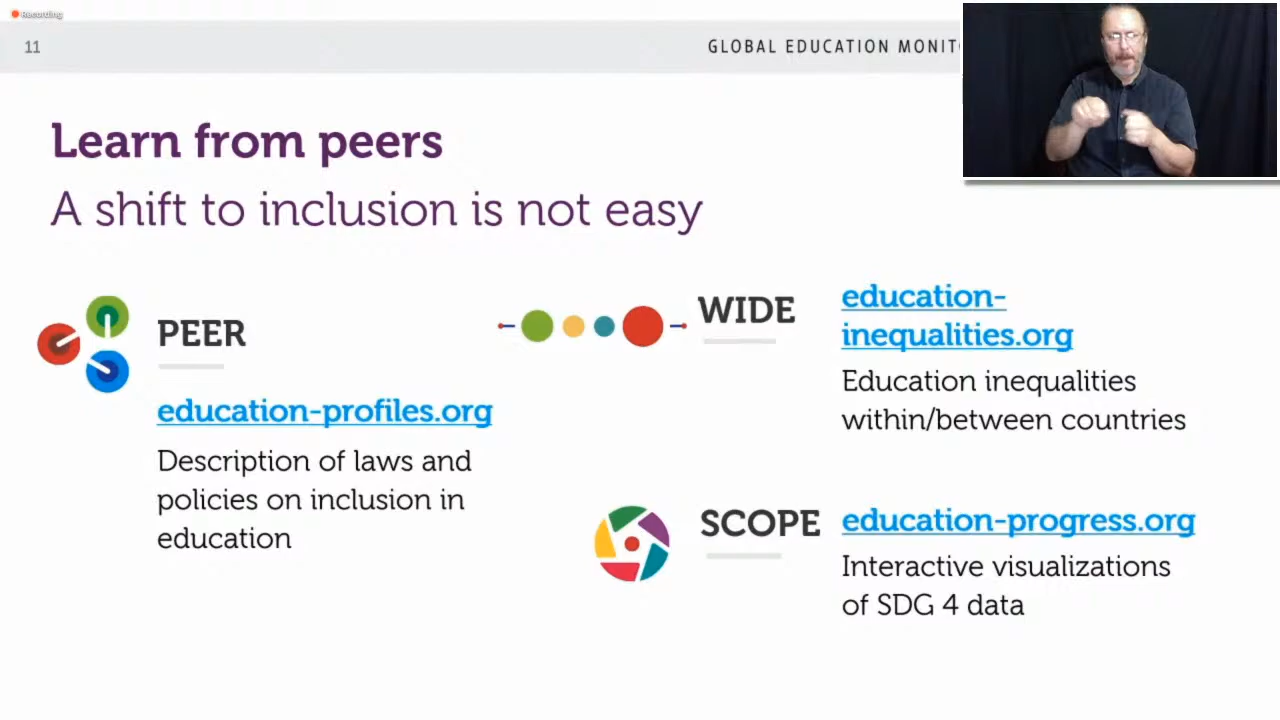 Recording
11
GLOBAL EDUCATION MONITO
Learn from peers
A shift to inclusion is not easy
PEER
education-profiles.org
Description of laws and
policies on inclusion in
education
WIDE
education-
inequalities.org
Education inequalities
within/between countries
SCOPE
education-progress.org
Interactive visualizations
of SDG 4 data